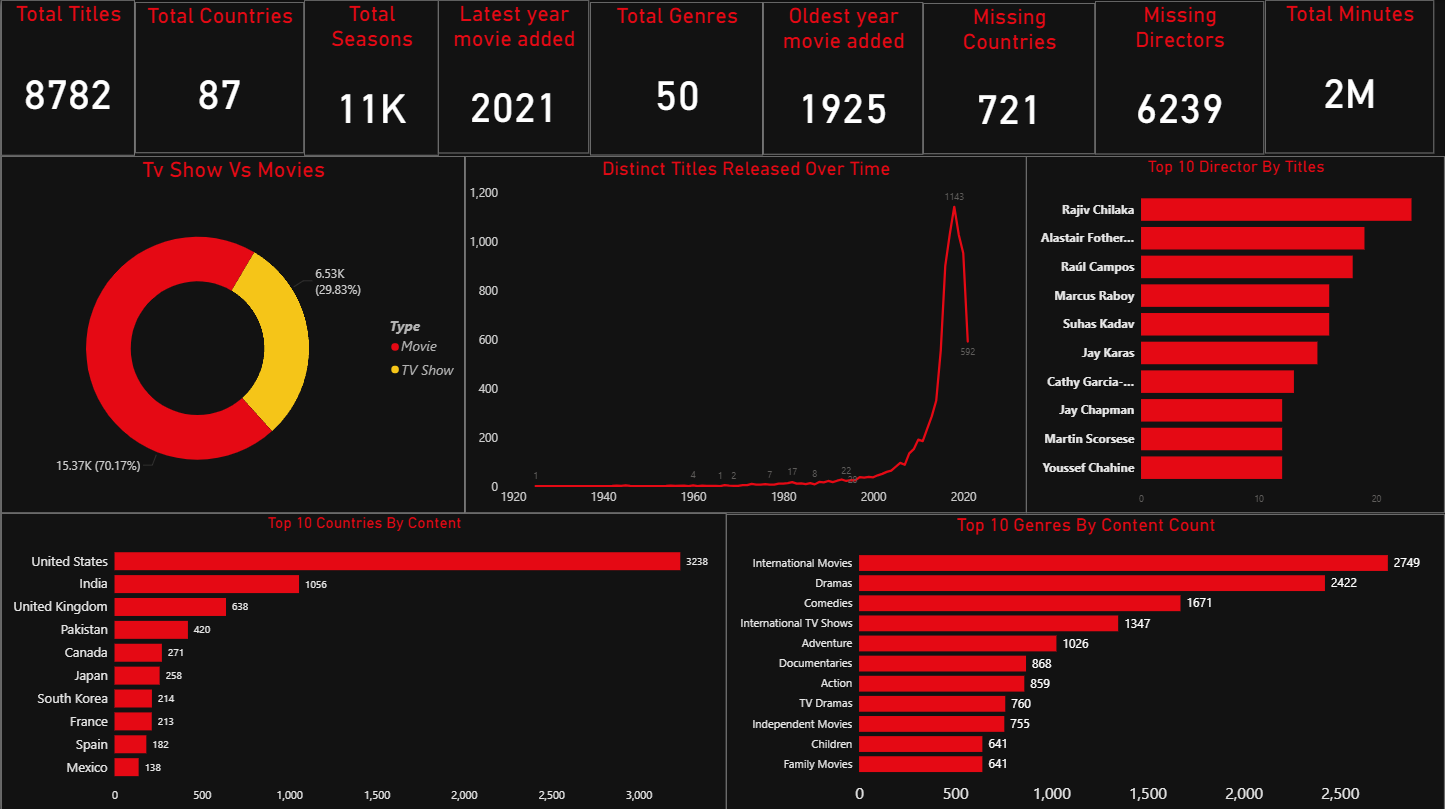 Total Titles
8782
Total Countries
87
Total
Seasons
11K
Latest year
movie added
2021
Total Genres
50
Oldest year
movie added
1925
Missing
Countries
721
Missing
Directors
6239
Total Minutes
2M
Tv Show Vs Movies
6.53K
(29.83%)
15.37K (70.17%)
Type
Movie
TV Show
Distinct Titles Released Over Time
1,200
1,000
800
600
400
200
0
1143
592
1
4
1
2
7
17
8
22
1920
1940
1960
1980
2000
2020
Top 10 Director By Titles
Rajiv Chilaka
Alastair Fother...
Raúl Campos
Marcus Raboy
Suhas Kadav
Jay Karas
Cathy Garcia-...
Jay Chapman
Martin Scorsese
Youssef Chahine
0
10
20
Top 10 Countries By Content
United States 3238
India 1056
United Kingdom 638
Pakistan 420
Canada 271
Japan 258
South Korea 214
France 213
Spain 182
Mexico 138
0
500
1,000
1,500
2,000
2,500
3,000
Top 10 Genres By Content Count
International Movies 2749
Dramas 2422
Comedies 1671
International TV Shows 1347
Adventure 1026
Documentaries 868
Action 859
TV Dramas 760
Independent Movies 755
Children 641
Family Movies 641
0
500
1,000
1,500
2,000
2,500